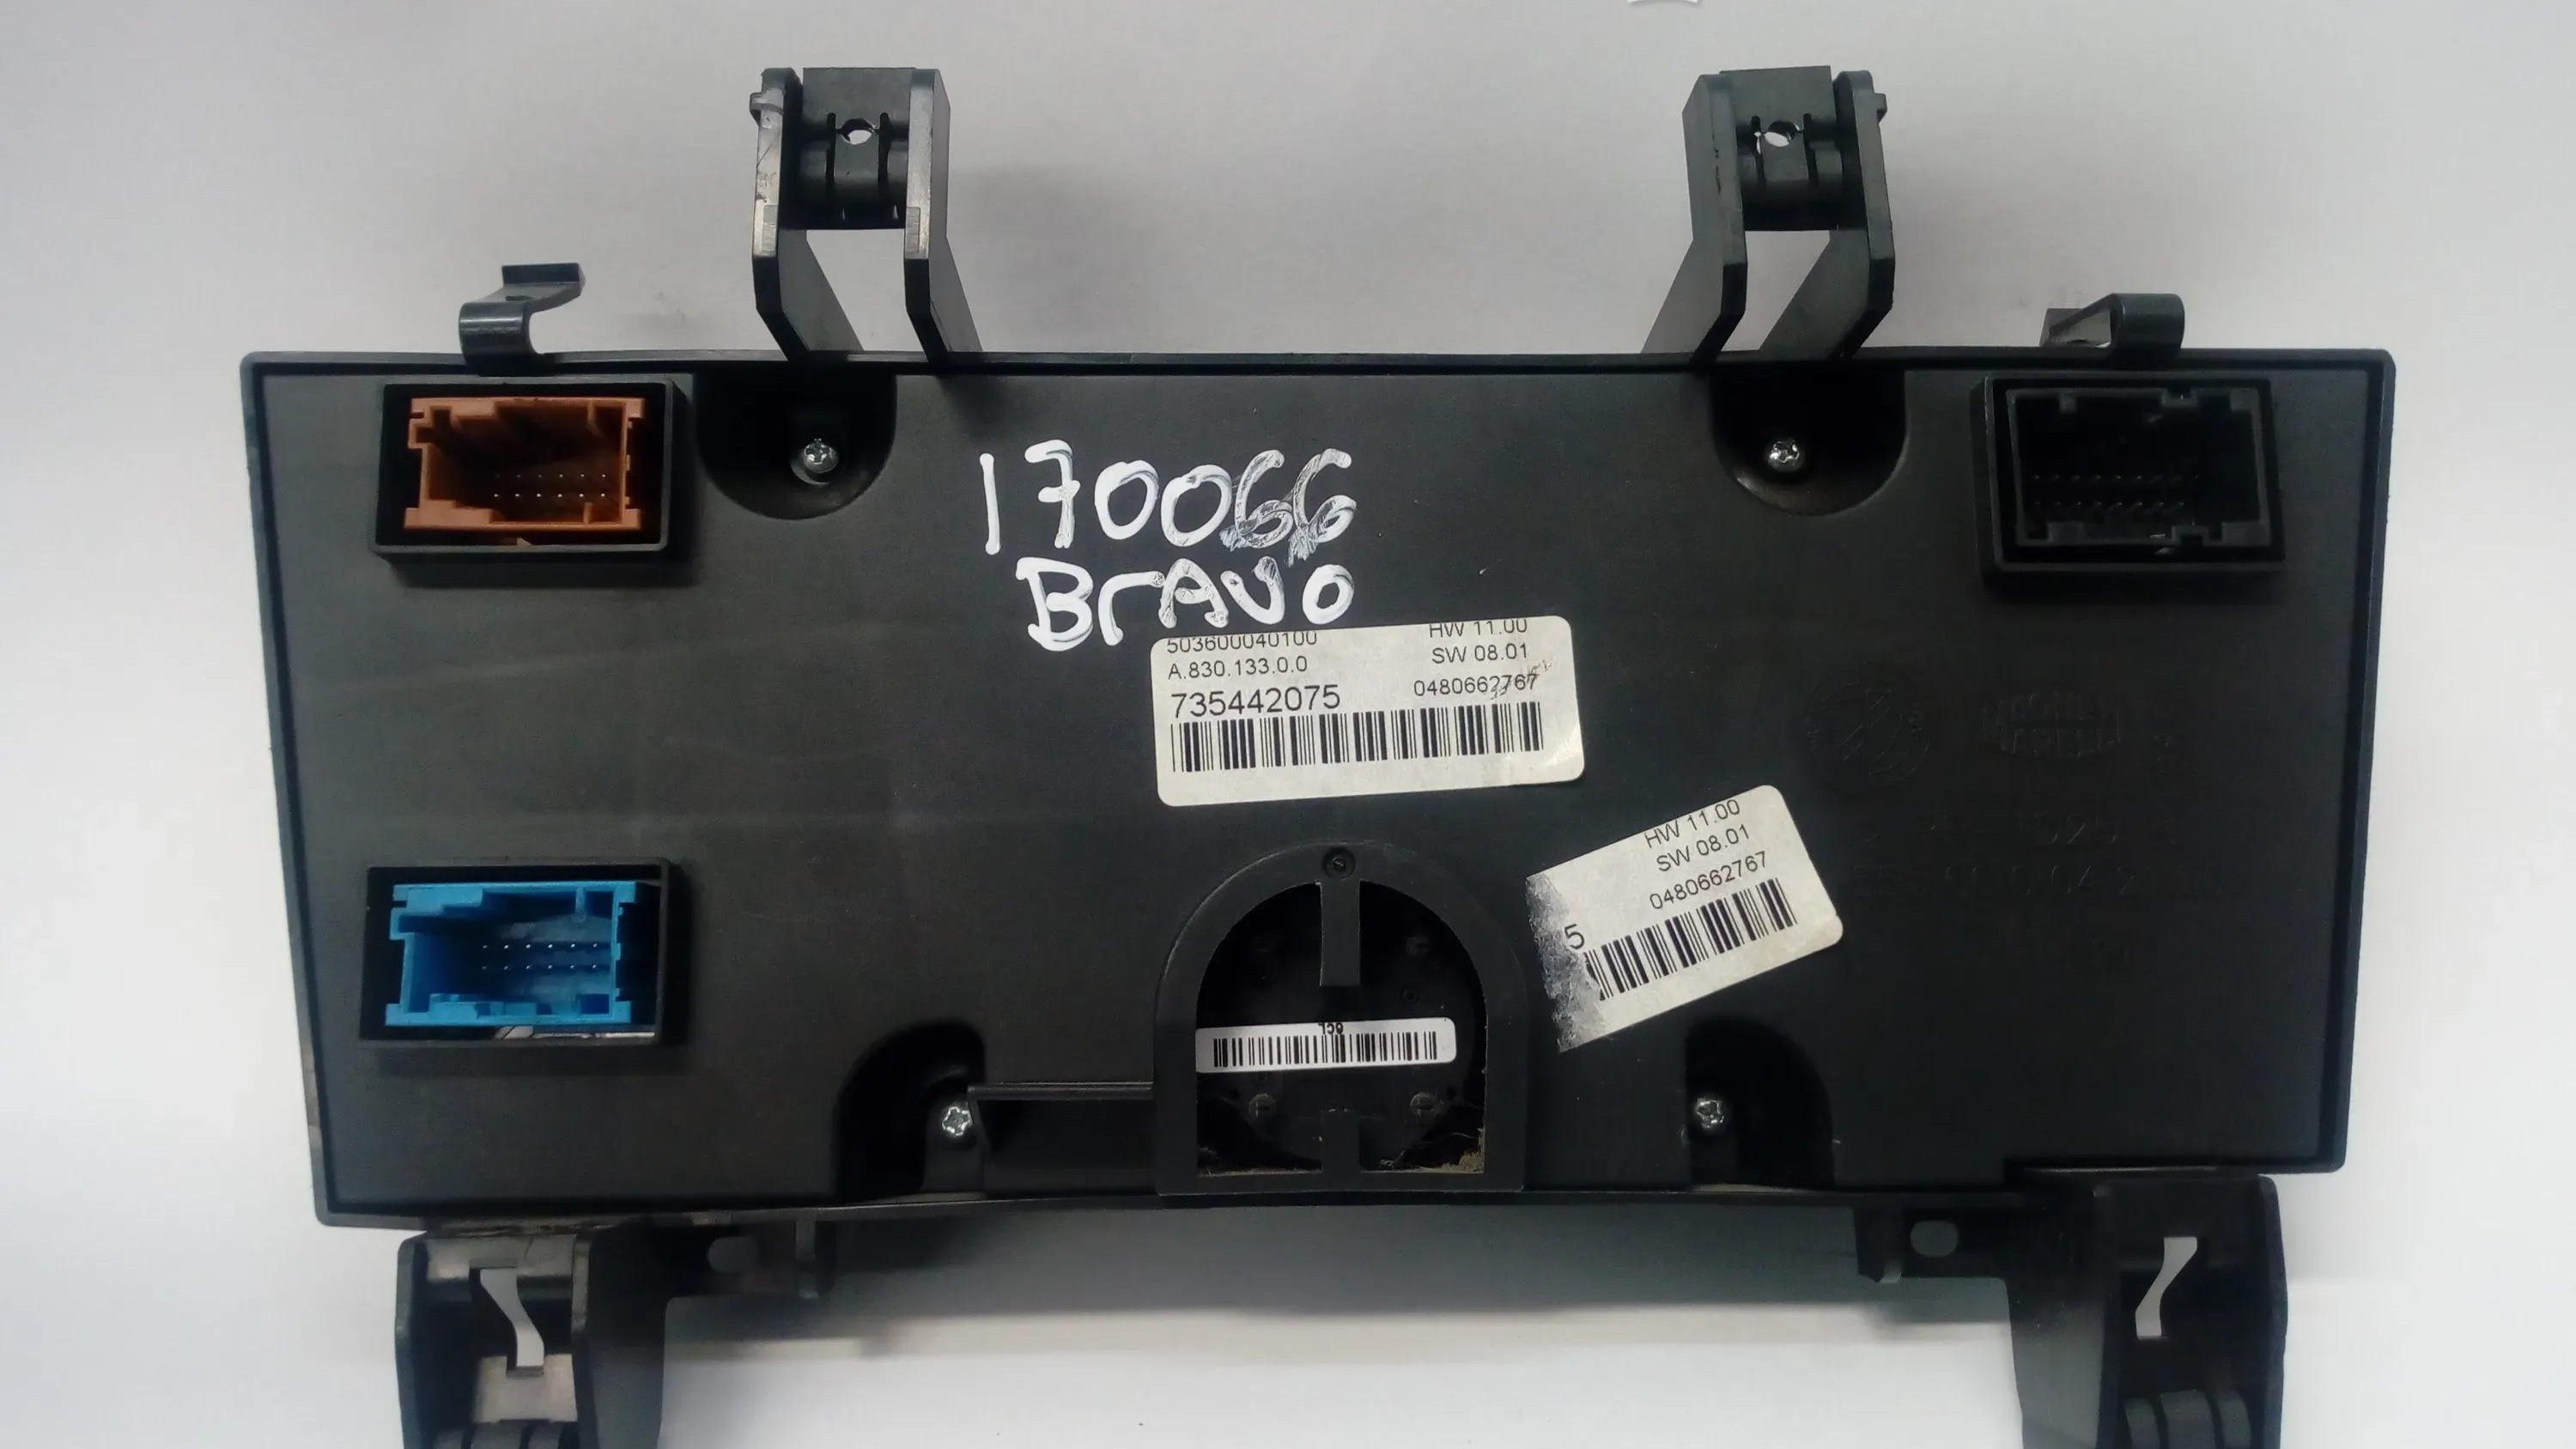 170066
BrAvo
503600040100 HW 11.00
A.830.133.0.0 SW 08.01
735442075 0480662767
HW 11.00
SW 08.01
0480662767
5